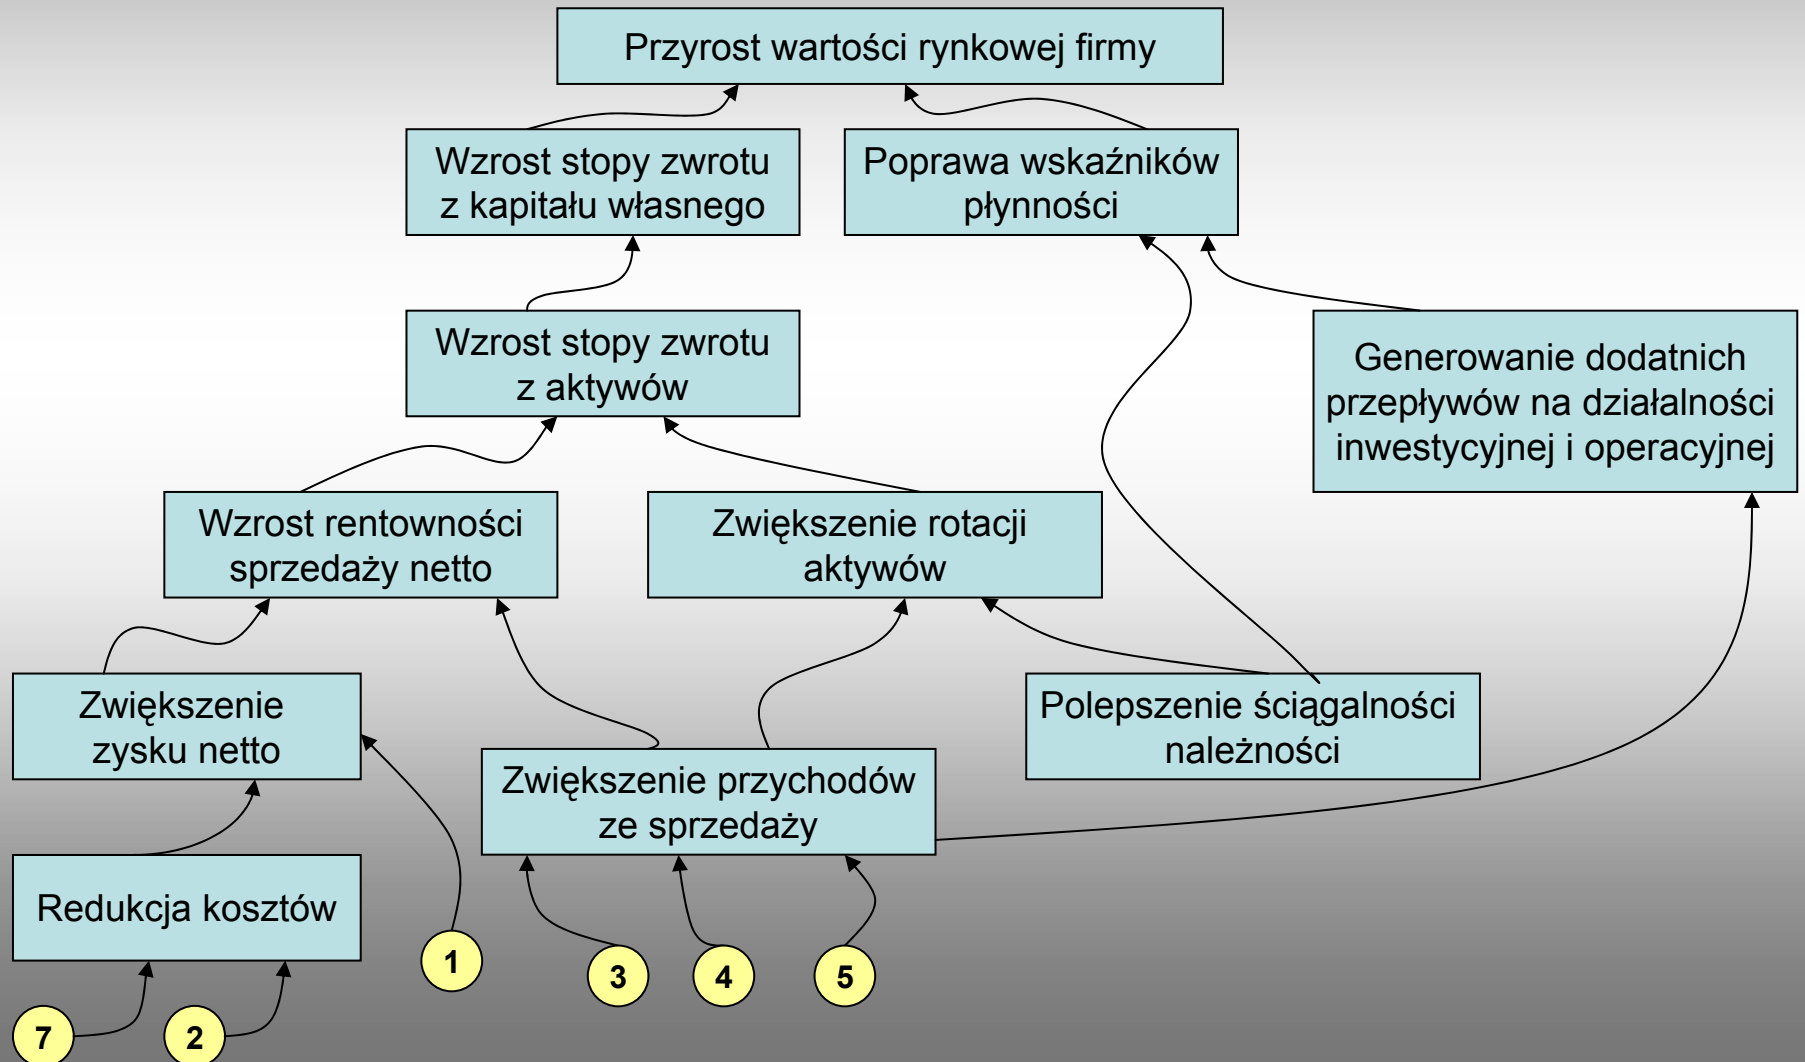 Przyrost wartości rynkowej firmy
Wzrost stopy zwrotu
z kapitału własnego
Poprawa wskaźników
płynności
Wzrost stopy zwrotu
z aktywów
Generowanie dodatnich
przepływów na działalności
inwestycyjnej i operacyjnej
Wzrost rentowności
sprzedaży netto
Zwiększenie rotacji
aktywów
Zwiększenie
zysku netto
Polepszenie ściągalności
należności
Zwiększenie przychodów
ze sprzedaży
Redukcja kosztów
1
3
4
5
7
2